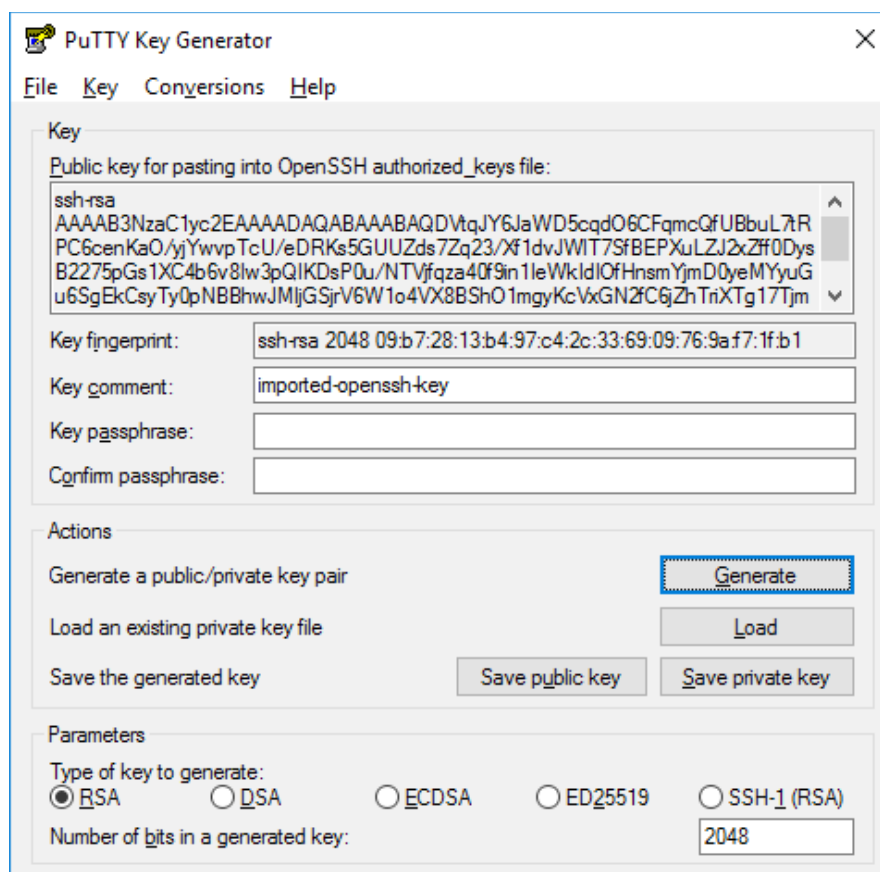 PuTTY Key Generator
File Key Conversions Help
Key
Public key for pasting into OpenSSH authorized_keys file:
ssh-rsa
AAAAB3NzaC1yc2EAAAADAQABAAABAQDVtqJY6JaWD5cqdO6CFqmcQfUBbuL7tR
PC6cenKaO/yjYwvpTcU/eDRKs5GUUZds7Zq23/Xf1dvJWIT7SfBEPXuLZJ2xZff0Dys
B2275pGs1XC4b6v8lw3pQIKDsP0u/NTVjfqza40f9in1IeWkIdIOfHnsmYjmD0yeMYyuG
u6SgEkCsyTy0pNBBhwJMIjGSjrV6W1o4VX8BShO1mgyKcVxGN2fC6jZhTriXTg17Tjm
Key fingerprint: ssh-rsa 2048 09:b7:28:13:b4:97:c4:2c:33:69:09:76:9a:f7:1f:b1
Key comment: imported-openssh-key
Key passphrase:
Confirm passphrase:
Actions
Generate a public/private key pair Generate
Load an existing private key file Load
Save the generated key Save public key Save private key
Parameters
Type of key to generate:
RSA DSA ECDSA ED25519 SSH-1 (RSA)
Number of bits in a generated key: 2048